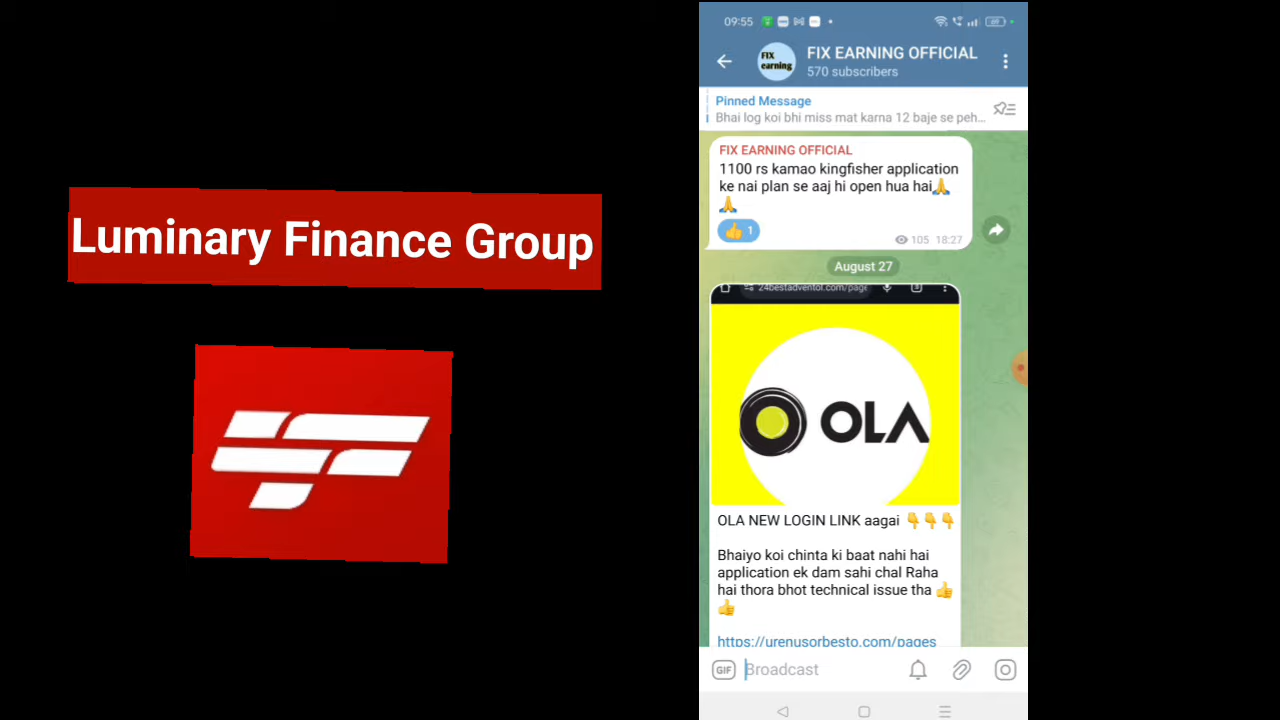 Luminary Finance Group
09:55
FIX EARNING OFFICIAL
570 subscribers
FIX
earning
Pinned Message
Bhai log koi bhi miss mat karna 12 baje se peh...
FIX EARNING OFFICIAL
1100 rs kamao kingfisher application
ke nai plan se aaj hi open hua hai🙏
🙏
👍 1
105 18:27
August 27
24bestadventol.com/page
OLA
OLA NEW LOGIN LINK aagai 👇👇👇
Bhaiyo koi chinta ki baat nahi hai
application ek dam sahi chal Raha
hai thora bhot technical issue tha 👍
👍
https://urenusorbesto.com/pages
GIF
Broadcast